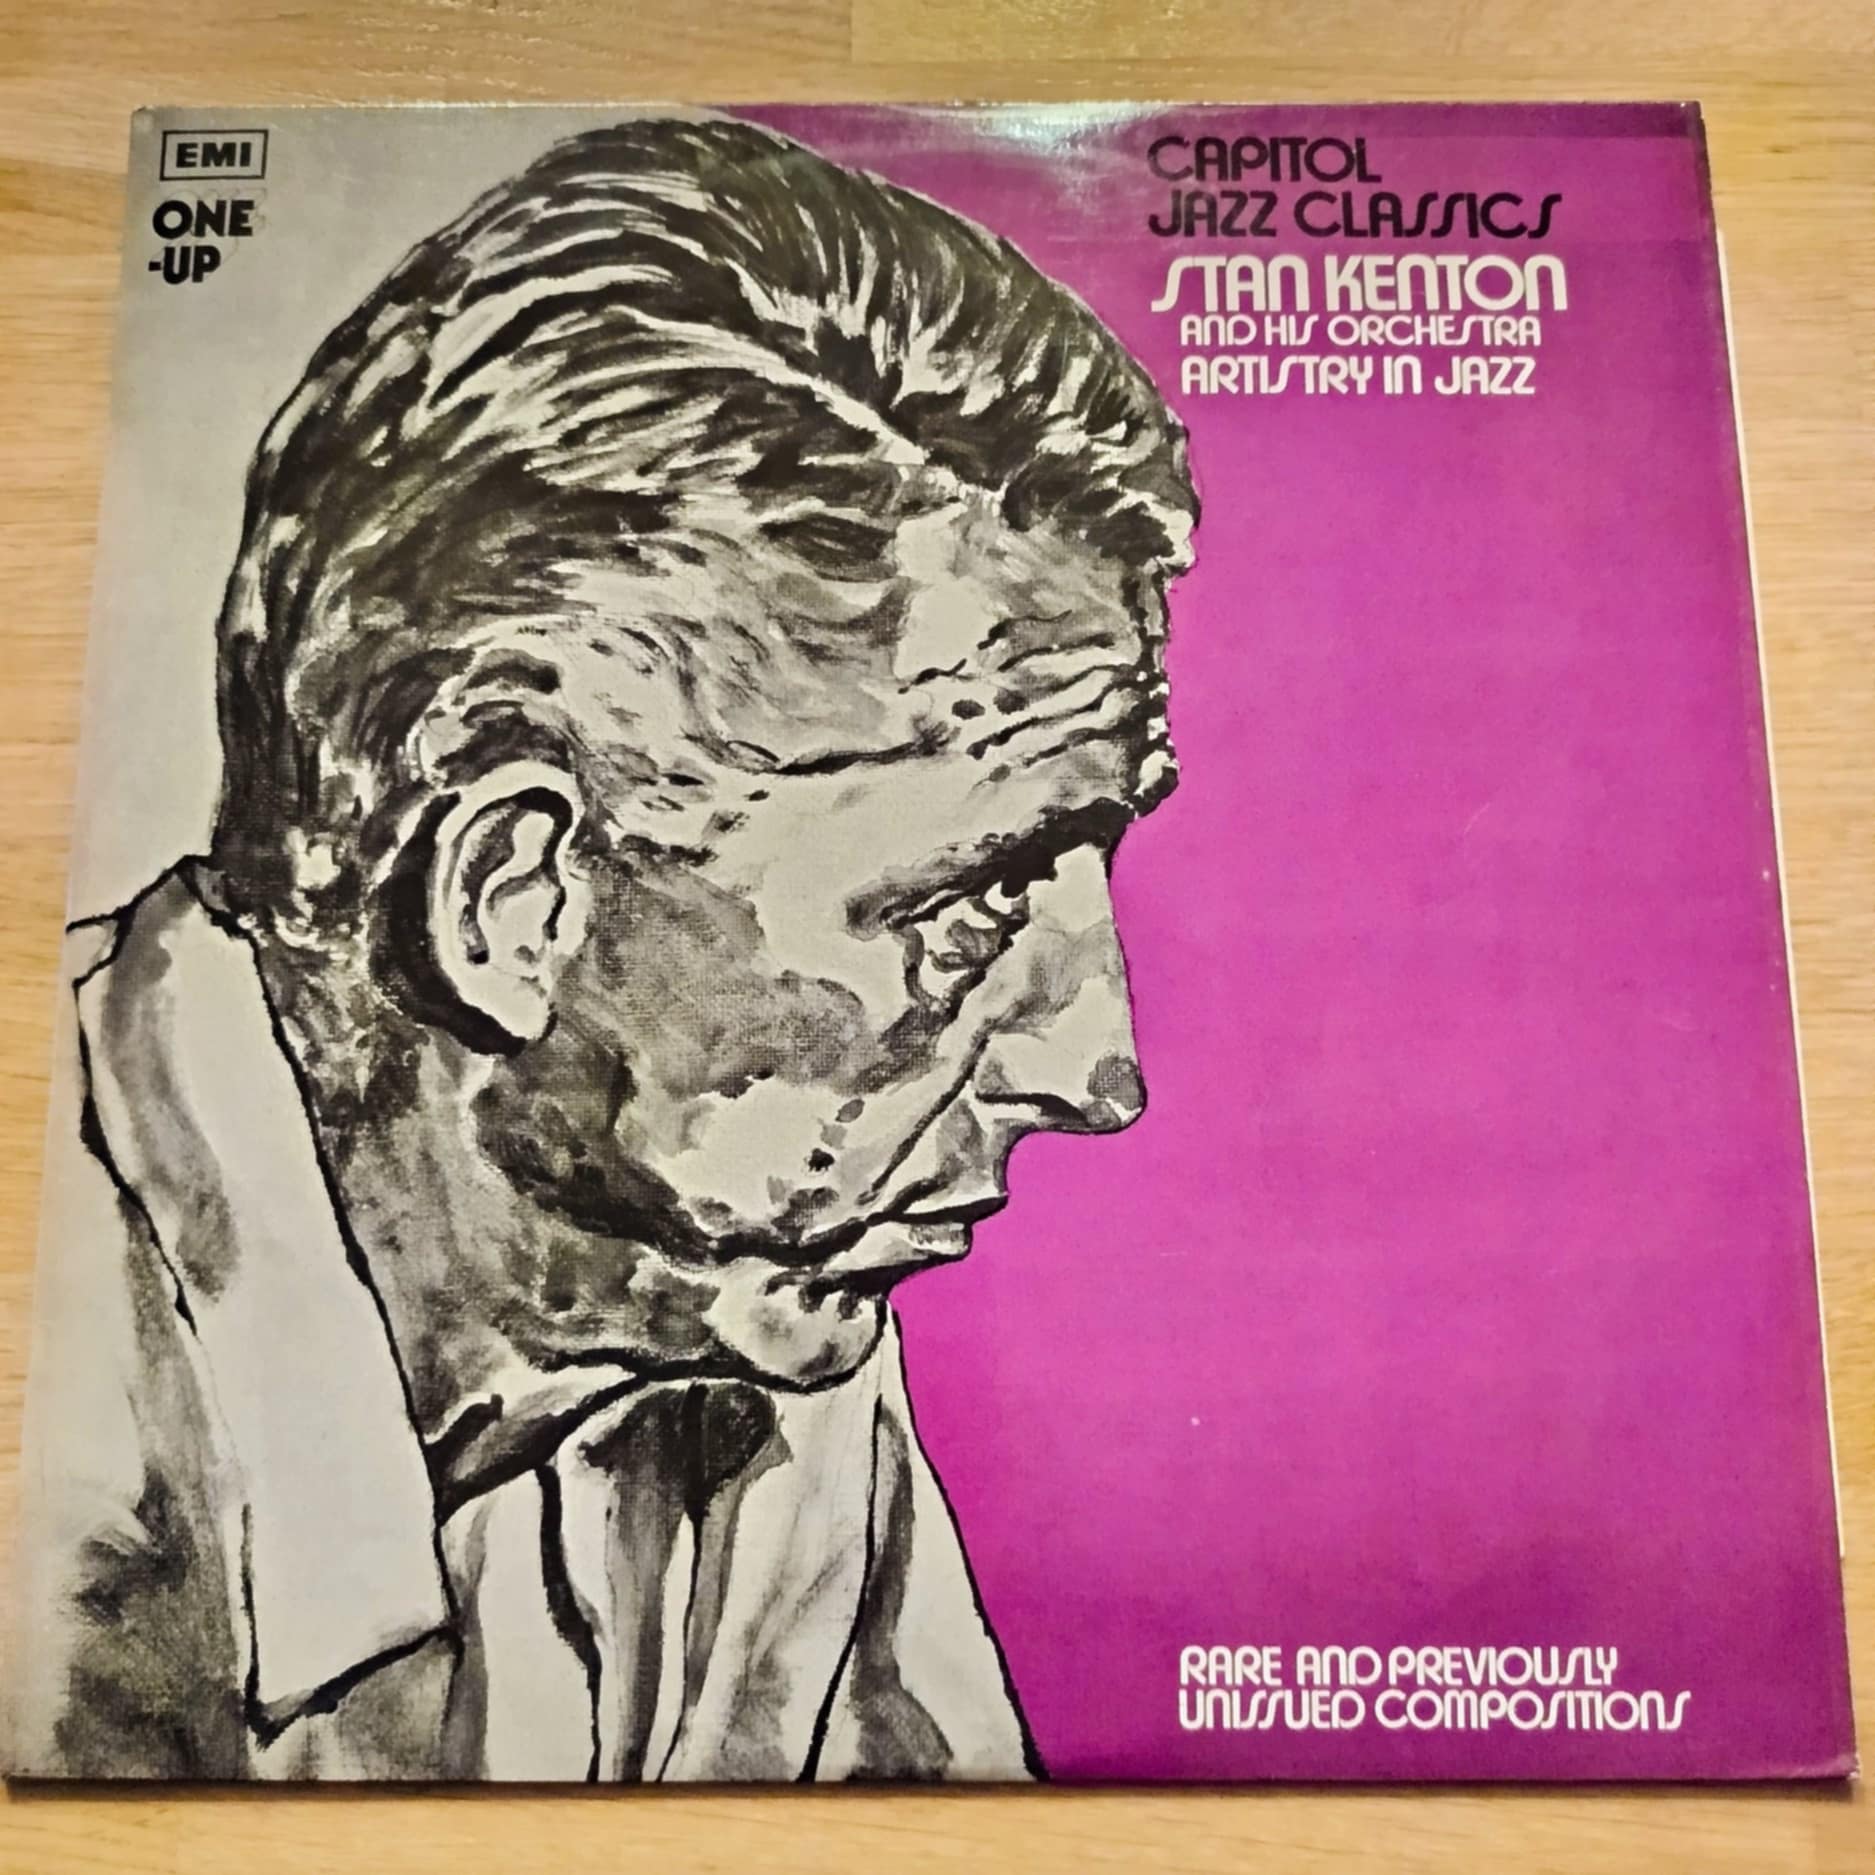 EMI
ONE
-UP
CAPITOL
JAZZ CLASSICS
STAN KENTON
AND HIS ORCHESTRA
ARTISTRY IN JAZZ
RARE AND PREVIOUSLY
UNISSUED COMPOSITIONS